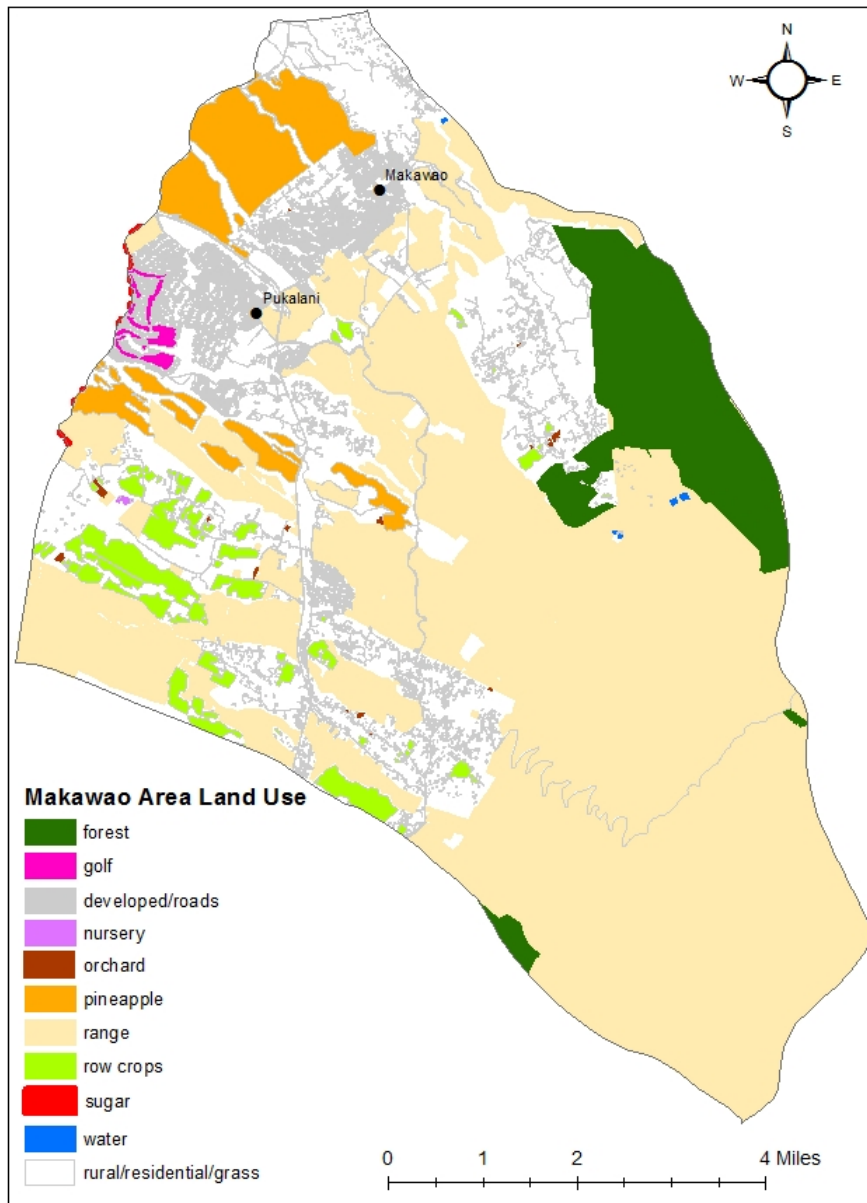 N
W E
S
Makawao
Pukalani
Makawao Area Land Use
forest
golf
developed/roads
nursery
orchard
pineapple
range
row crops
sugar
water
rural/residential/grass
0 1 2 4 Miles